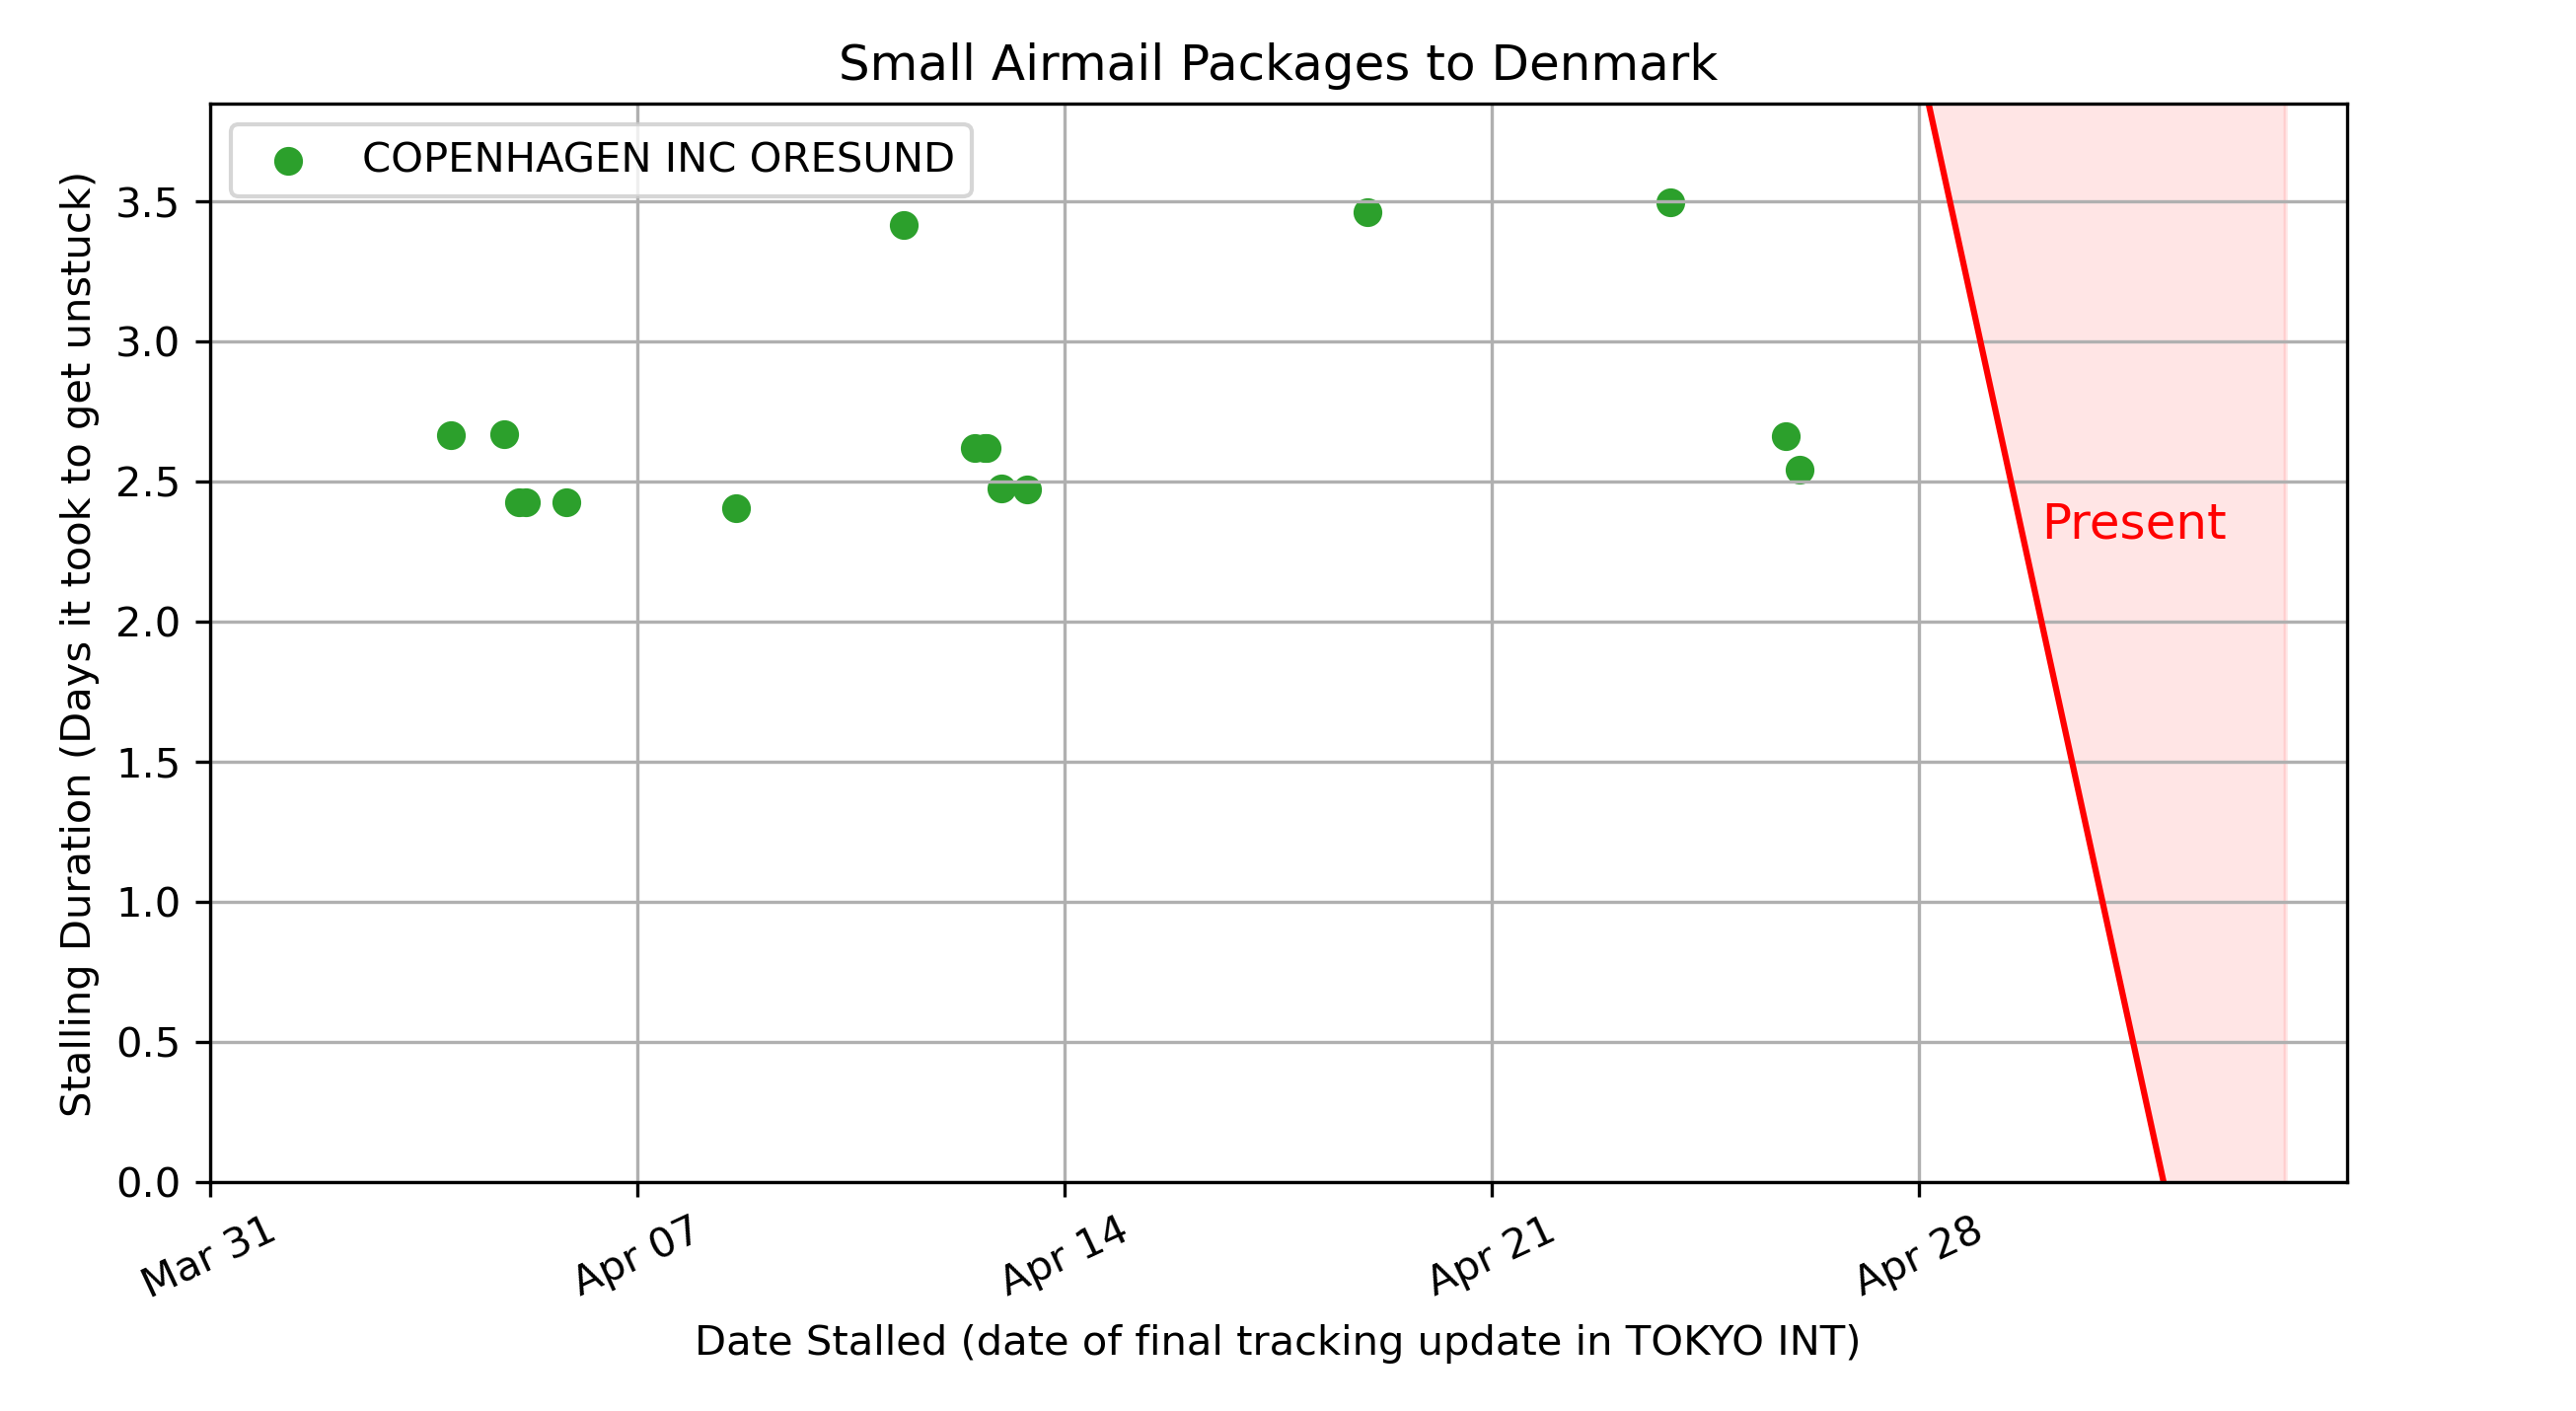 Small Airmail Packages to Denmark
COPENHAGEN INC ORESUND
Stalling Duration (Days it took to get unstuck)
3.5
3.0
2.5
2.0
1.5
1.0
0.5
0.0
Present
Mar 31
Apr 07
Apr 14
Apr 21
Apr 28
Date Stalled (date of final tracking update in TOKYO INT)